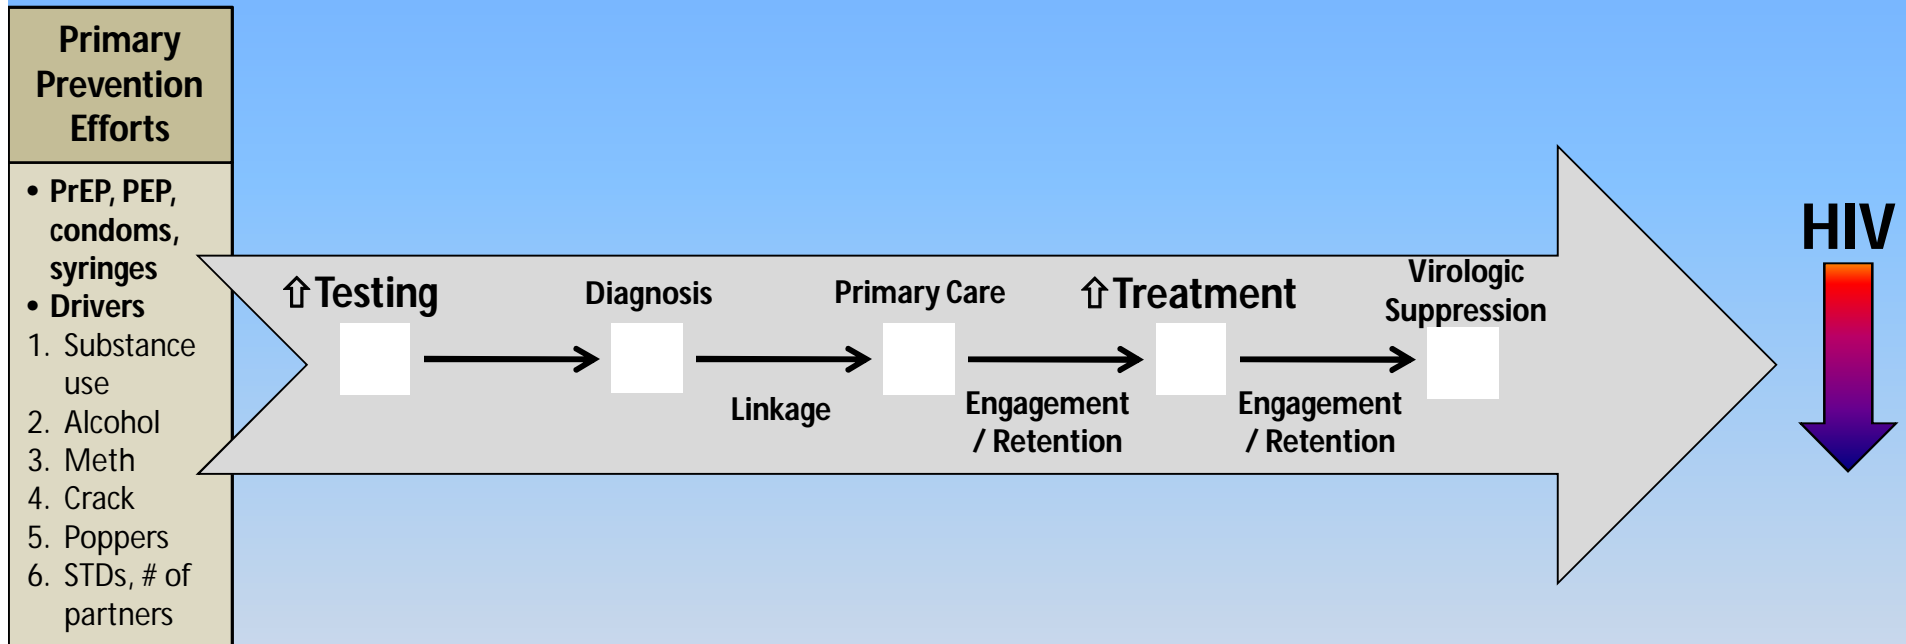 Primary
Prevention
Efforts
• PrEP, PEP,
condoms,
syringes
• Drivers
1. Substance
use
2. Alcohol
3. Meth
4. Crack
5. Poppers
6. STDs, # of
partners
⇧Testing
Diagnosis
Primary Care
⇧Treatment
Virologic
Suppression
Linkage
Engagement
/ Retention
Engagement
/ Retention
HIV